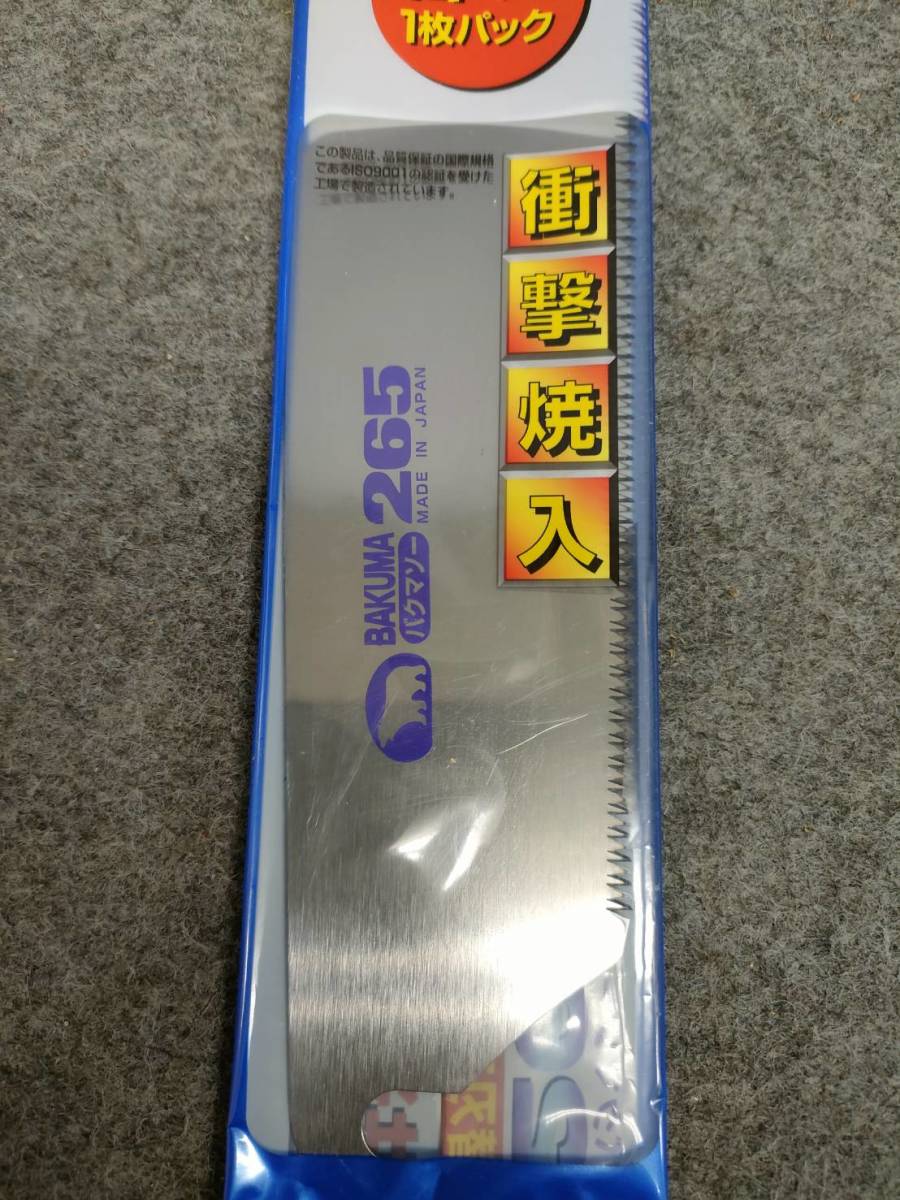 1枚パック
この製品は、品質保証の国際規格
であるISO9001の認証を受けた
工場で製造されています。
衝
撃
焼
入
BAKUMA 265
バクマソー MADE IN JAPAN